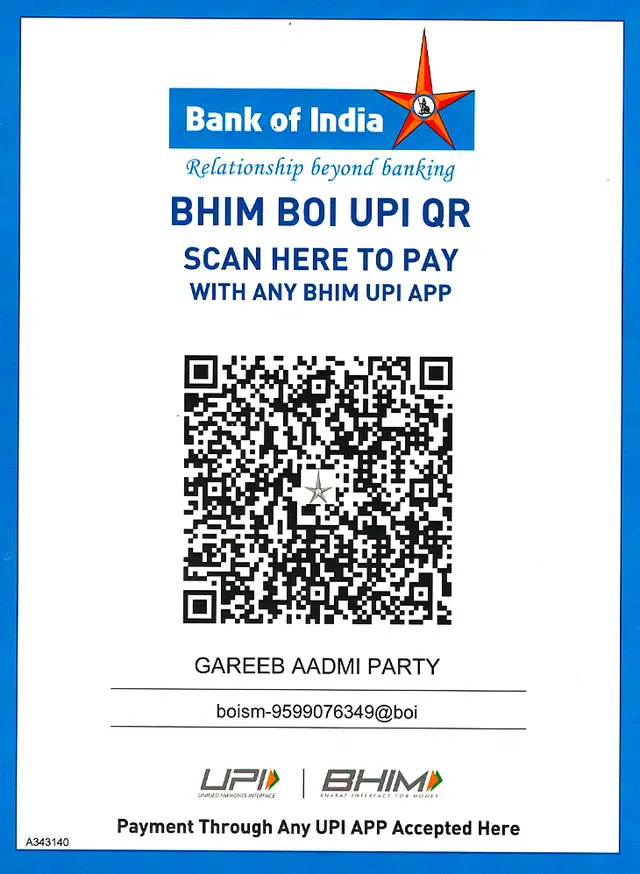 Bank of India
Relationship beyond banking
BHIM BOI UPI QR
SCAN HERE TO PAY
WITH ANY BHIM UPI APP
GAREEB AADMI PARTY
boism-9599076349@boi
UPI
UNIFIED PAYMENTS INTERFACE
BHIM
BHARAT INTERFACE FOR MONEY
Payment Through Any UPI APP Accepted Here
A343140